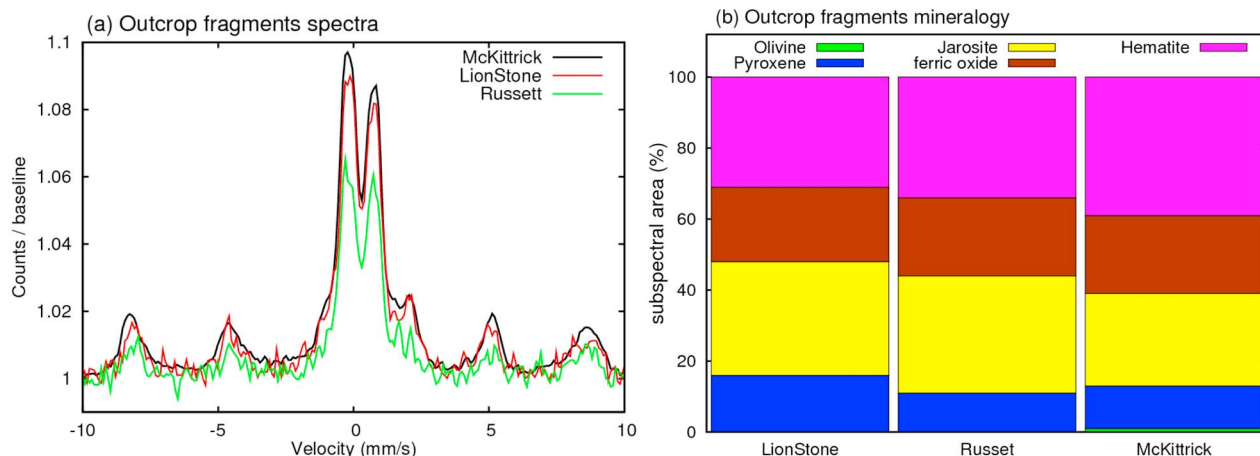 (a) Outcrop fragments spectra
1.1
1.08
1.06
1.04
1.02
1
Counts / baseline
McKittrick
LionStone
Russett
-10
-5
0
5
10
Velocity (mm/s)
(b) Outcrop fragments mineralogy
Olivine
Jarosite
Hematite
Pyroxene
ferric oxide
100
80
60
40
20
0
subspectral area (%)
LionStone
Russet
McKittrick